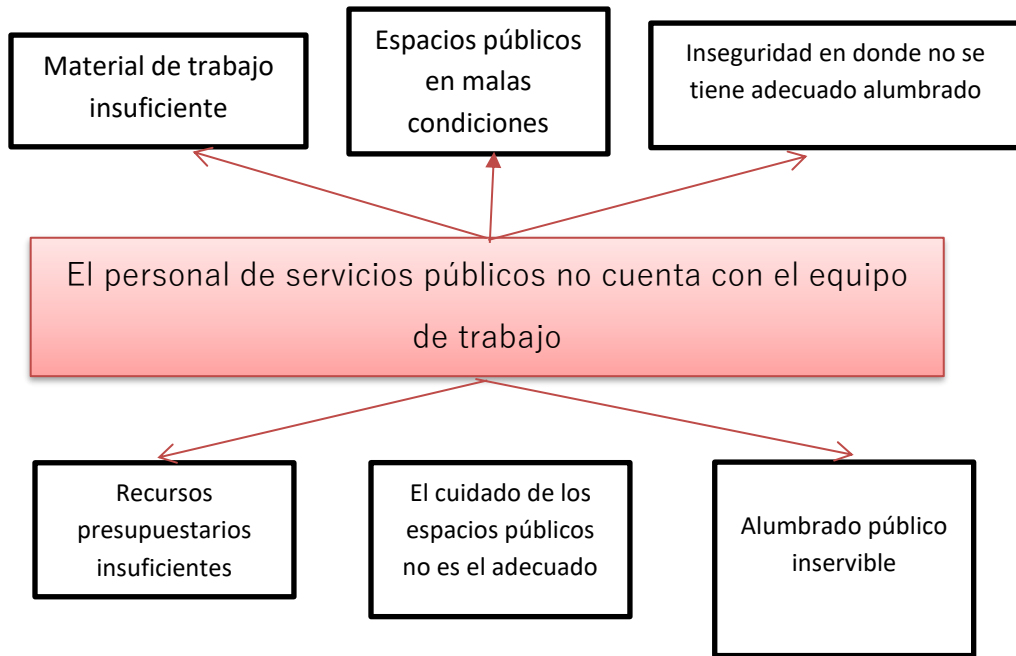 Material de trabajo
insuficiente
Espacios públicos
en malas
condiciones
Inseguridad en donde no se
tiene adecuado alumbrado
El personal de servicios públicos no cuenta con el equipo
de trabajo
Recursos
presupuestarios
insuficientes
El cuidado de los
espacios públicos
no es el adecuado
Alumbrado público
inservible